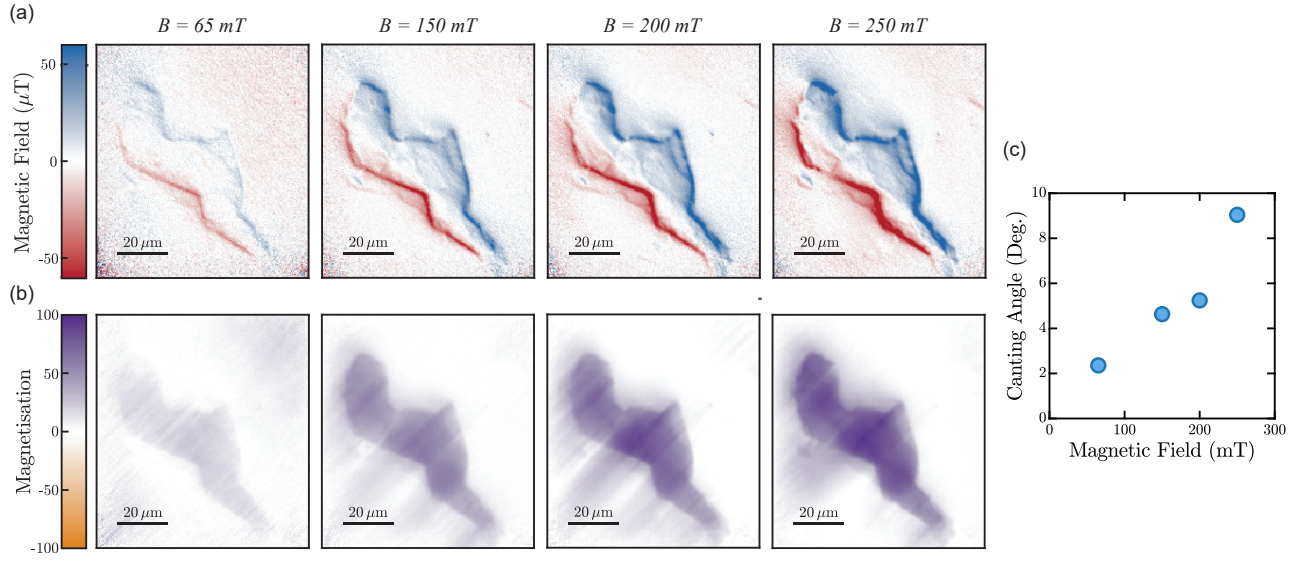 (a)
B = 65 mT
B = 150 mT
B = 200 mT
B = 250 mT
Magnetic Field (μT)
50
0
-50
20 μm
20 μm
20 μm
20 μm
(b)
Magnetisation
100
50
0
-50
-100
20 μm
20 μm
20 μm
20 μm
(c)
Canting Angle (Deg.)
10
8
6
4
2
0
0
100
200
300
Magnetic Field (mT)